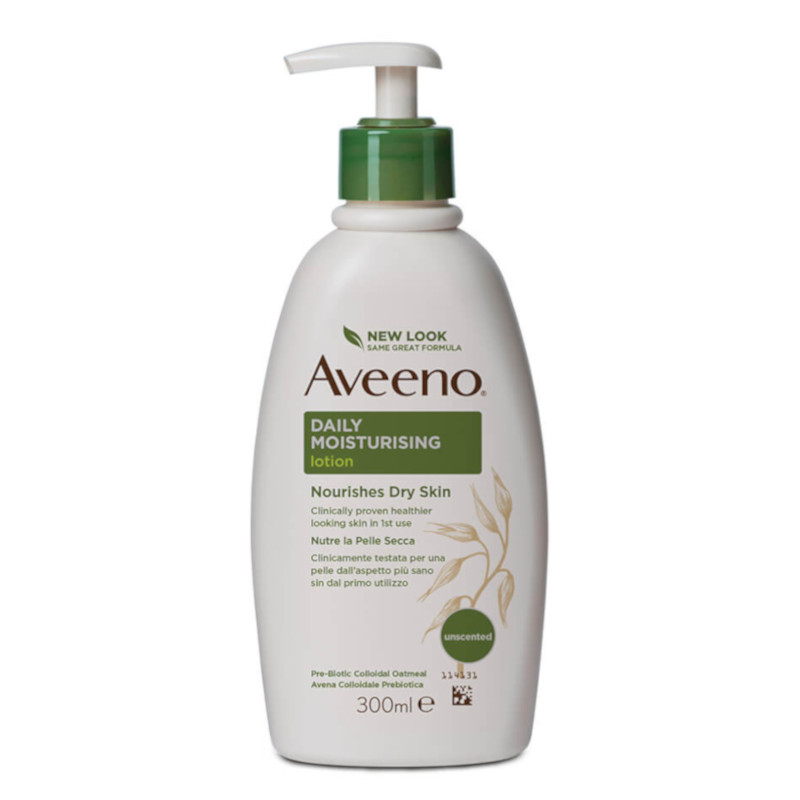 NEW LOOK
SAME GREAT FORMULA
Aveeno®
DAILY
MOISTURISING
lotion
Nourishes Dry Skin
Clinically proven healthier
looking skin in 1st use
Nutre la Pelle Secca
Clinicamente testata per una
pelle dall'aspetto più sano
sin dal primo utilizzo
unscented
Pre-Biotic Colloidal Oatmeal
Avena Colloidale Prebiotica
114131
300ml ℮